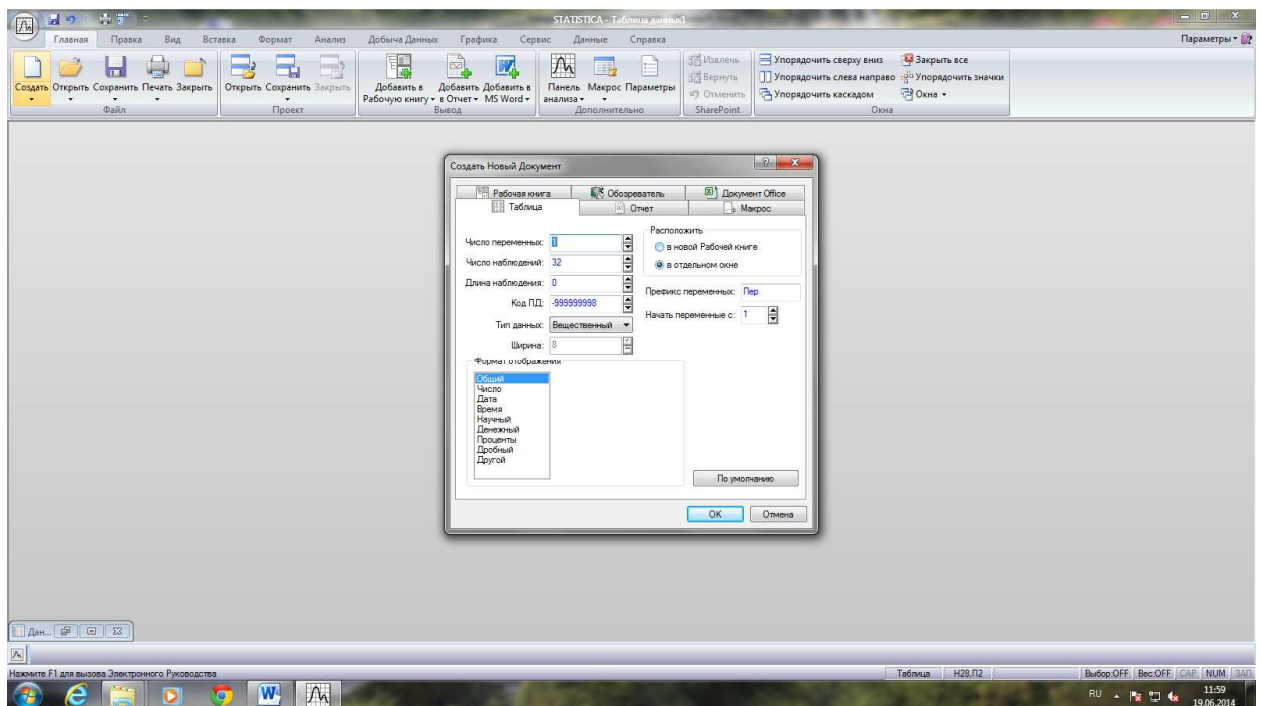 STATISTICA - Таблица данных1
Главная Правка Вид Вставка Формат Анализ Добыча Данных Графика Сервис Данные Справка Параметры
Создать Открыть Сохранить Печать Закрыть
Файл
Открыть Сохранить Закрыть
Проект
Добавить в Рабочую книгу Добавить в Отчет Добавить в MS Word
Вывод
Панель анализа Макрос Параметры
Дополнительно
Извлечь
Вернуть
Отменить
SharePoint
Упорядочить сверху вниз Закрыть все
Упорядочить слева направо Упорядочить значки
Упорядочить каскадом Окна
Окна
Создать Новый Документ
Рабочая книга Обозреватель Документ Office
Таблица Отчет Макрос
Число переменных: 1
Число наблюдений: 32
Длина наблюдения: 0
Код ПД: -999999998
Тип данных: Вещественный
Ширина: 8
Расположить
в новой Рабочей книге
в отдельном окне
Префикс переменных: Пер
Начать переменные с: 1
Формат отображения
Общий
Число
Дата
Время
Научный
Денежный
Проценты
Дробный
Другой
По умолчанию
OK Отмена
Дан...
Нажмите F1 для вызова Электронного Руководства Таблица Н28,П2 Выбор:OFF Вес:OFF CAP NUM ЗАП
RU 11:59
19.06.2014